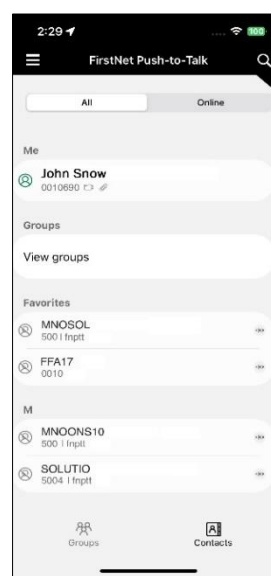 2:29
100
FirstNet Push-to-Talk
All Online
Me
John Snow
0010690
Groups
View groups
Favorites
MNOSOL
500 | fnptt
FFA17
0010
M
MNOONS10
500 | fnptt
SOLUTIO
5004 | fnptt
Groups Contacts